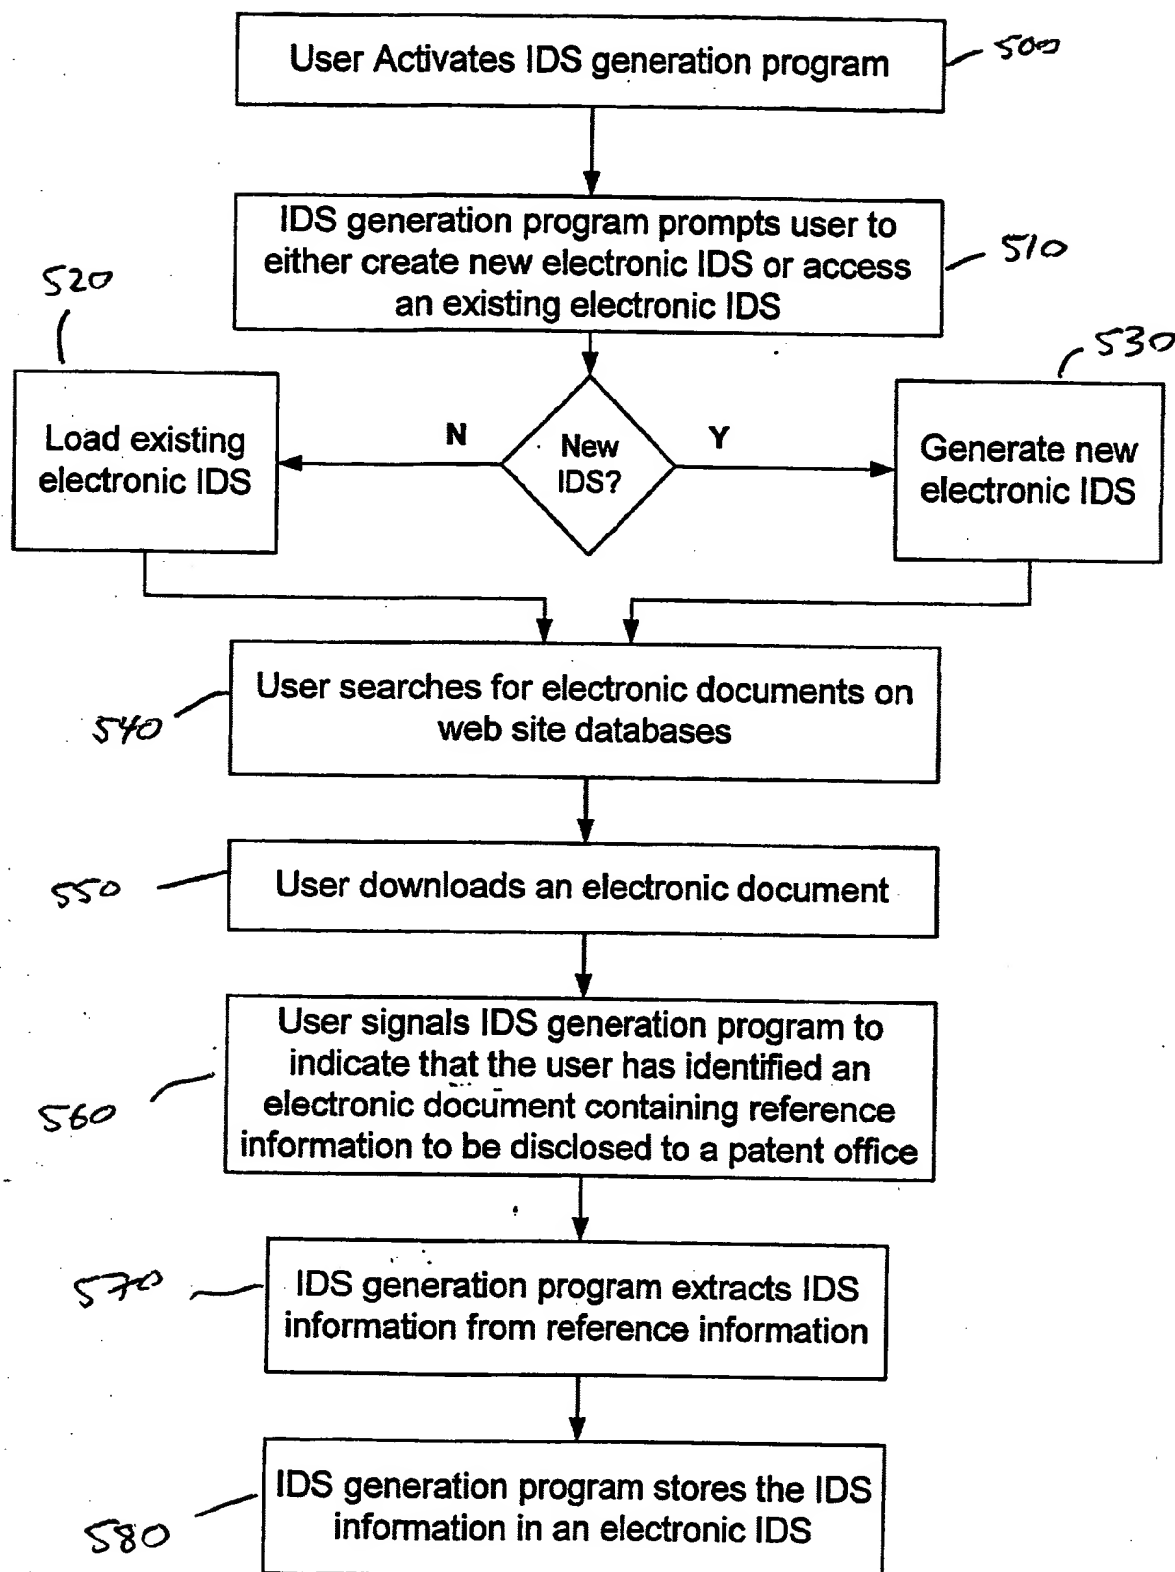 User Activates IDS generation program
500
IDS generation program prompts user to
either create new electronic IDS or access
an existing electronic IDS
510
520
530
Load existing
electronic IDS
N
New
IDS?
Y
Generate new
electronic IDS
User searches for electronic documents on
web site databases
540
User downloads an electronic document
550
User signals IDS generation program to
indicate that the user has identified an
electronic document containing reference
information to be disclosed to a patent office
560
IDS generation program extracts IDS
information from reference information
570
IDS generation program stores the IDS
information in an electronic IDS
580